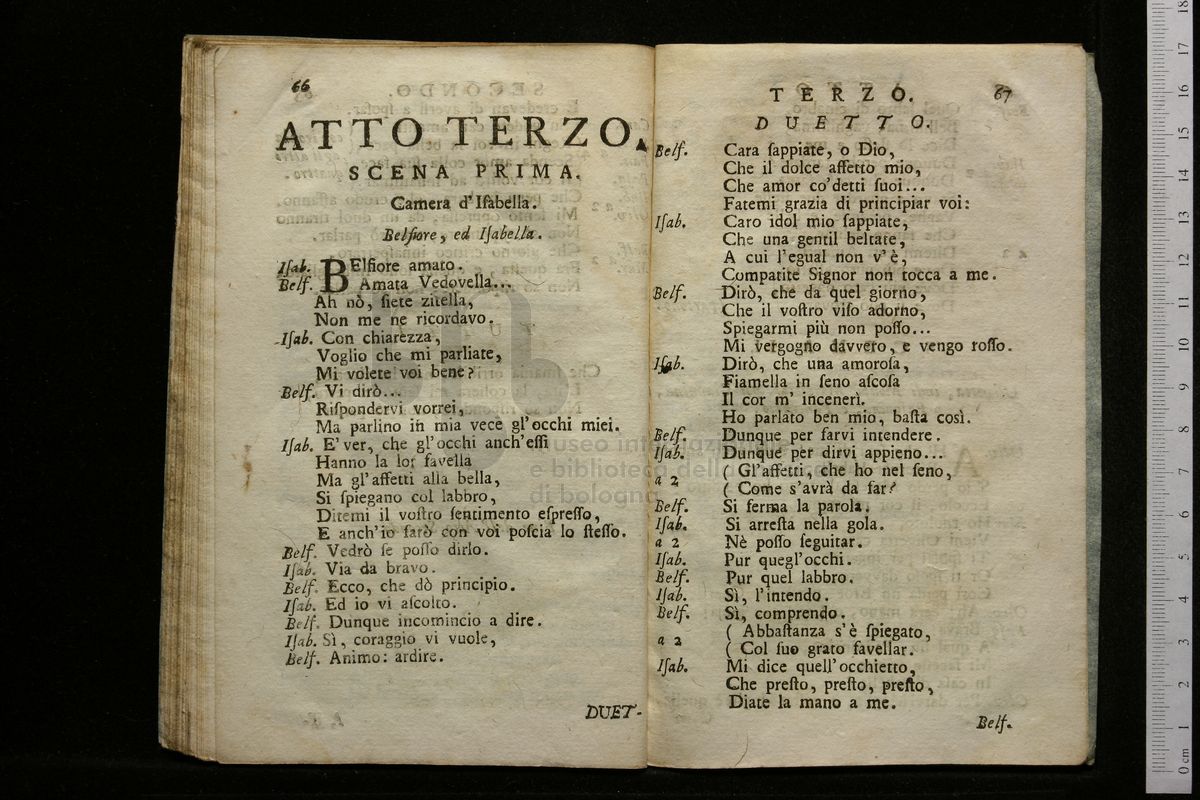 66
ATTO TERZO.
SCENA PRIMA.
Camera d'Iſabella.
Belfiore, ed Iſabella.
Iſab. BElfiore amato.
Belf. Amata Vedovella...
Ah nò, ſiete zitella,
Non me ne ricordavo.
Iſab. Con chiarezza,
Voglio che mi parliate,
Mi volete voi bene?
Belf. Vi dirò...
Riſpondervi vorrei,
Ma parlino in mia vece gl'occhi miei.
Iſab. E' ver, che gl'occhi anch'eſſi
Hanno la lor favella
Ma gl'affetti alla bella,
Si ſpiegano col labbro,
Ditemi il voſtro ſentimento eſpreſſo,
E anch'io farò con voi poſcia lo ſteſſo.
Belf. Vedrò ſe poſſo dirlo.
Iſab. Via da bravo.
Belf. Ecco, che dò principio.
Iſab. Ed io vi aſcolto.
Belf. Dunque incomincio a dire.
Iſab. Sì, coraggio vi vuole,
Belf. Animo: ardire.
DUET-
TERZO. 67
DUETTO.
Belf. Cara ſappiate, o Dio,
Che il dolce affetto mio,
Che amor co'detti ſuoi...
Fatemi grazia di principiar voi:
Iſab. Caro idol mio ſappiate,
Che una gentil beltate,
A cui l'egual non v'è,
Compatite Signor non tocca a me.
Belf. Dirò, che da quel giorno,
Che il voſtro viſo adorno,
Spiegarmi più non poſſo...
Mi vergogno davvero, e vengo roſſo.
Iſab. Dirò, che una amoroſa,
Fiamella in ſeno aſcoſa
Il cor m' incenerì.
Ho parlato ben mio, baſta così.
Belf. Dunque per farvi intendere.
Iſab. Dunque per dirvi appieno...
a 2 ( Gl'affetti, che ho nel ſeno,
( Come s'avrà da far?
Belf. Si ferma la parola.
Iſab. Si arreſta nella gola.
a 2 Nè poſſo ſeguitar.
Iſab. Pur quegl'occhi.
Belf. Pur quel labbro.
Iſab. Sì, l'intendo.
Belf. Sì, comprendo.
a 2 ( Abbaſtanza s'è ſpiegato,
( Col ſuo grato favellar.
Iſab. Mi dice quell'occhietto,
Che preſto, preſto, preſto,
Diate la mano a me.
Belf.